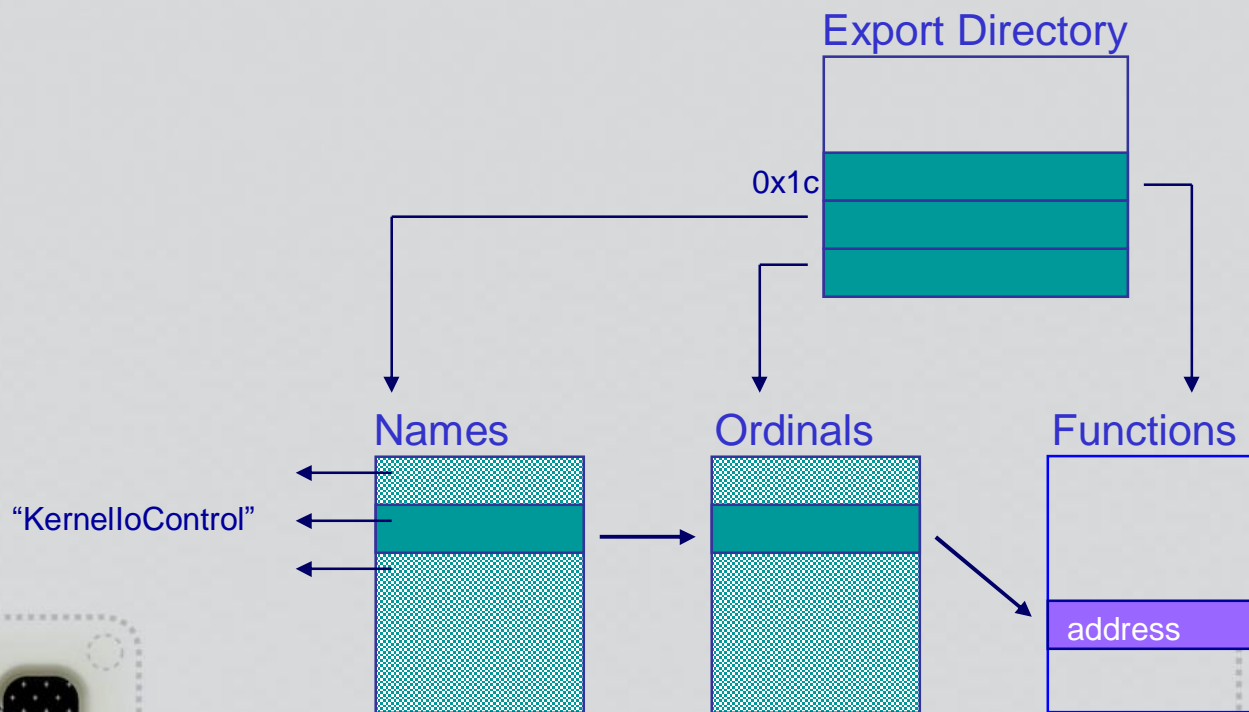 Export Directory
0x1c
Names
Ordinals
Functions
“KernelIoControl”
address